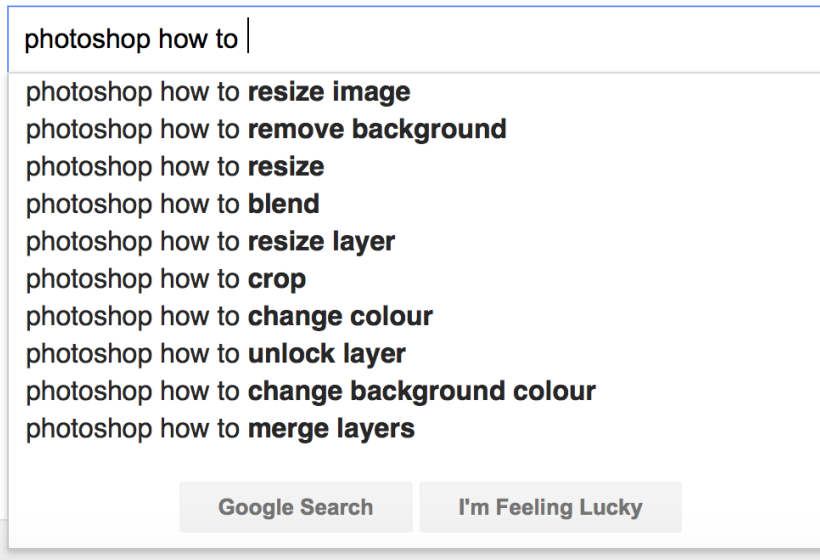 photoshop how to
photoshop how to resize image
photoshop how to remove background
photoshop how to resize
photoshop how to blend
photoshop how to resize layer
photoshop how to crop
photoshop how to change colour
photoshop how to unlock layer
photoshop how to change background colour
photoshop how to merge layers
Google Search I'm Feeling Lucky